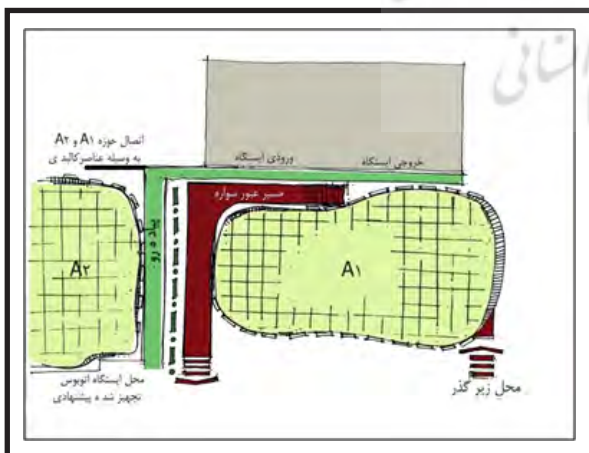 انسانی
اتصال حوزه A۱ و A۲
به وسیله عناصر کالبدی
ورودی ایستگاه
خروجی ایستگاه
مسیر عبور سواره
پیاده رو
A۲
A۱
محل ایستگاه اتوبوس
تجهیز شده پیشنهادی
محل زیر گذر